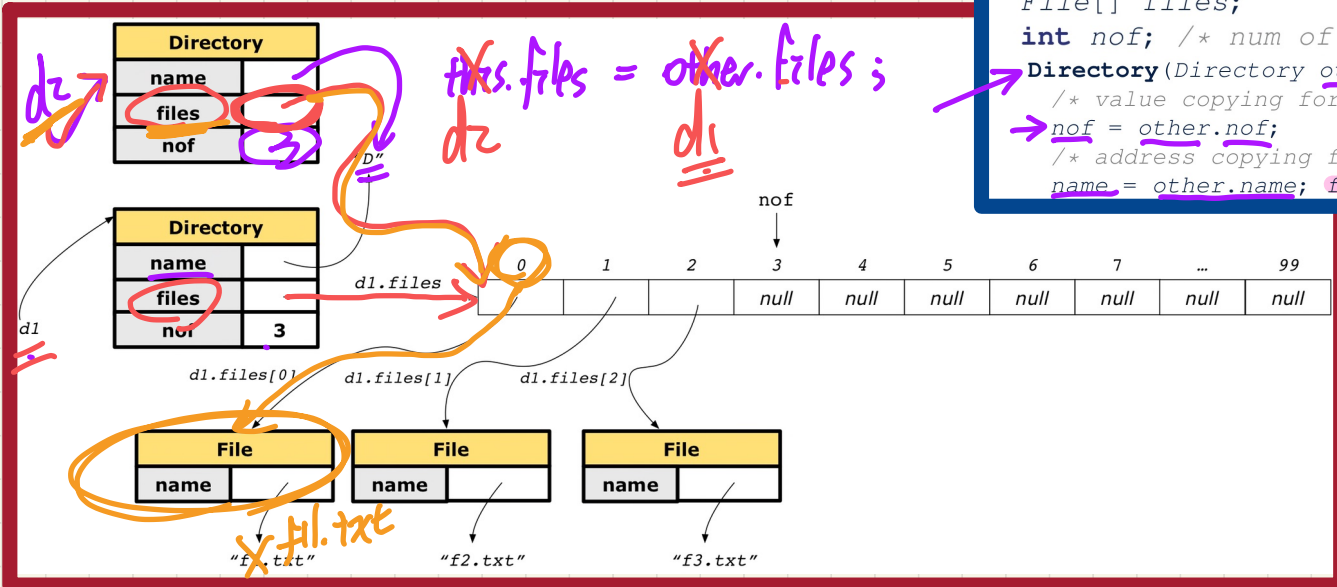 File[] files;
int nof; /* num of
Directory(Directory
/* value copying for
nof = other.nof;
/* address copying f
name = other.name; f
Directory
name
files
nof
3
d2
this.files = other.files;
d2 d1
"D"
Directory
name
files
nof 3
d1
d1.files
nof
0 1 2 3 4 5 6 7 … 99
null null null null null null null
d1.files[0] d1.files[1] d1.files[2]
File File File
name name name
f11.txt
"f2.txt" "f3.txt"